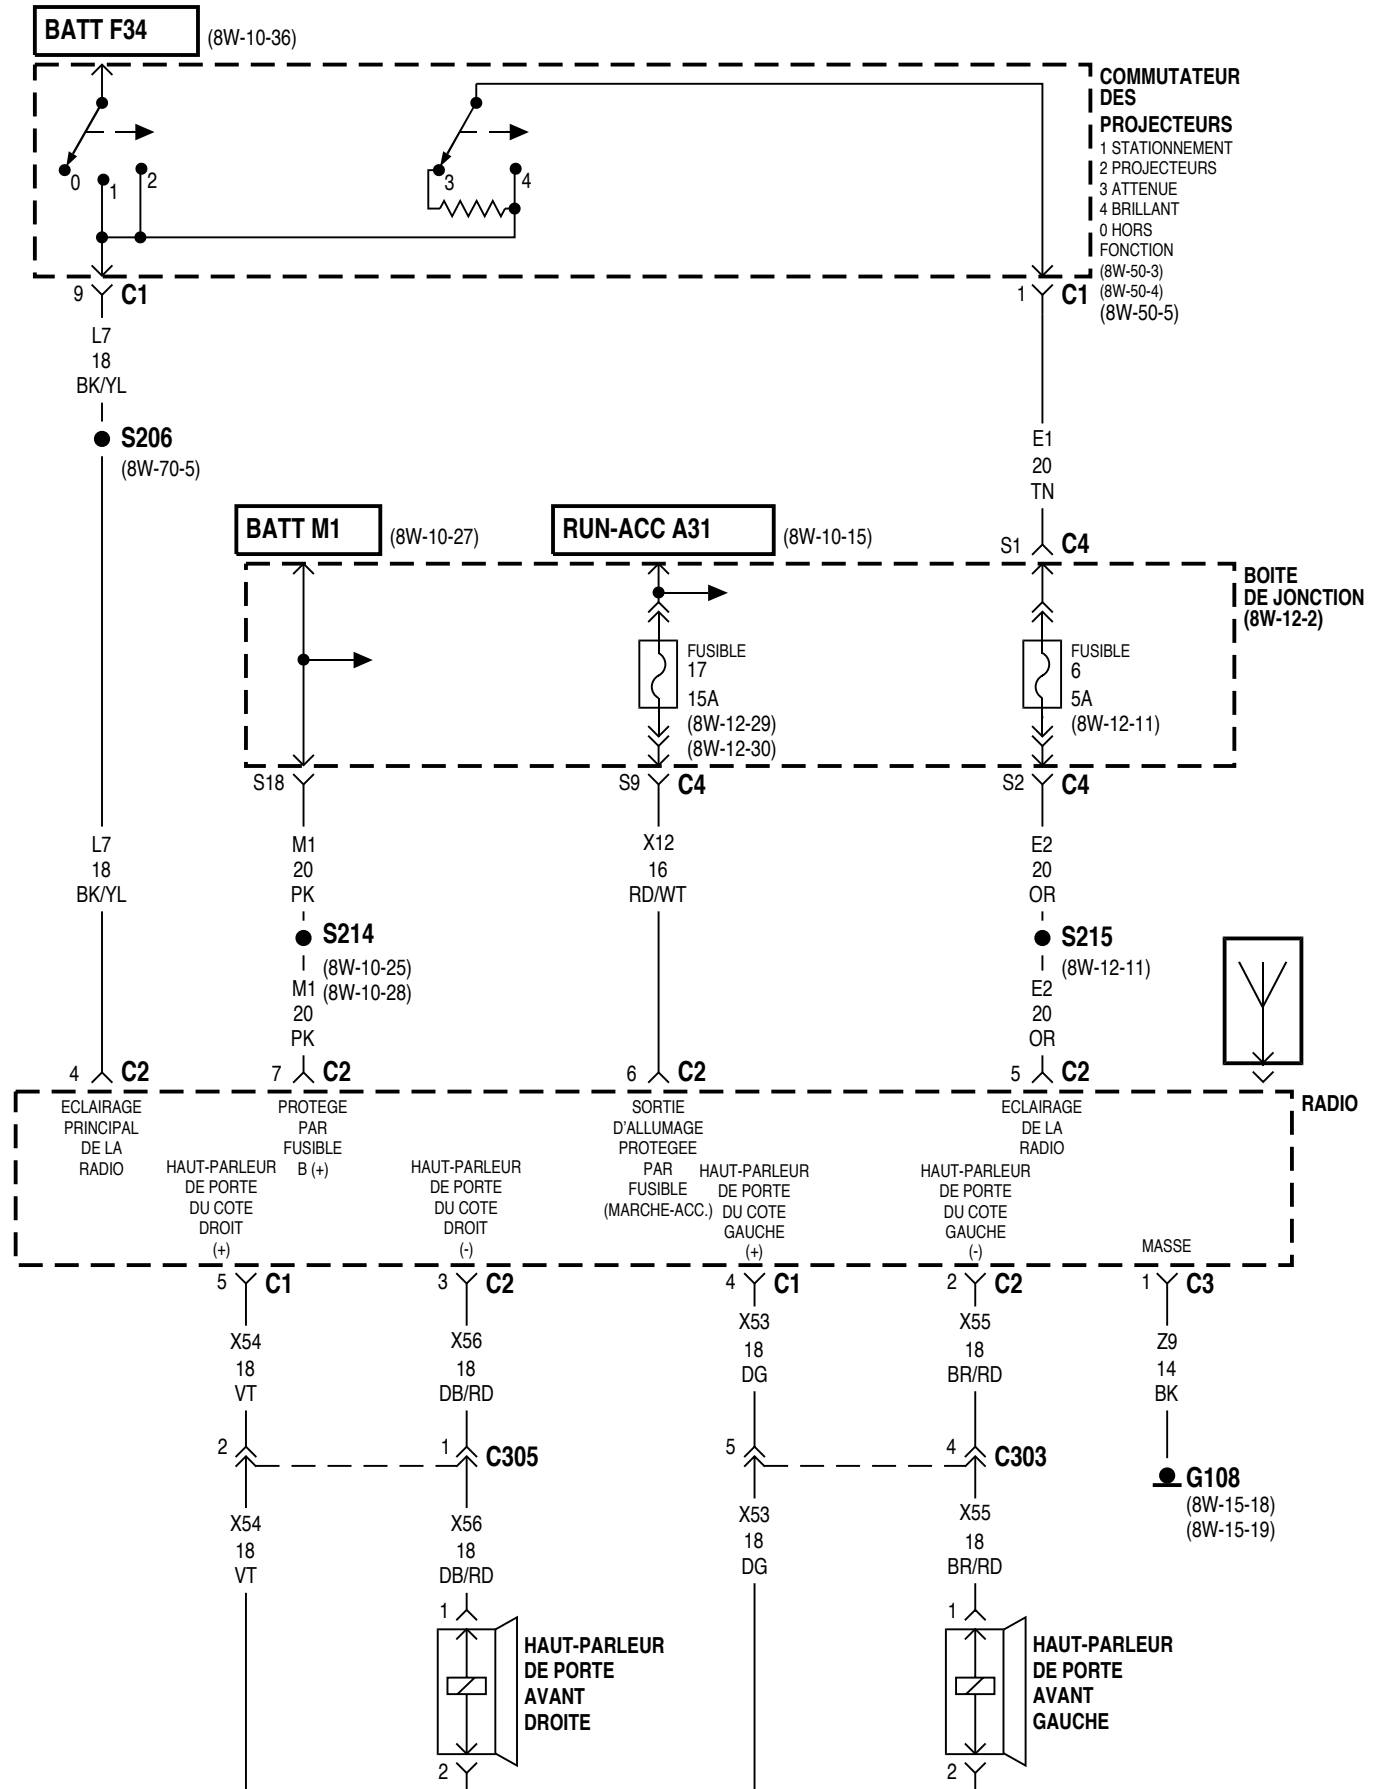 BATT F34
(8W-10-36)
COMMUTATEUR
DES
PROJECTEURS
1 STATIONNEMENT
2 PROJECTEURS
3 ATTENUE
4 BRILLANT
0 HORS
FONCTION
(8W-50-3)
(8W-50-4)
(8W-50-5)
0
1
2
3
4
9 C1
1 C1
L7
18
BK/YL
S206
(8W-70-5)
E1
20
TN
BATT M1
(8W-10-27)
RUN-ACC A31
(8W-10-15)
S1 C4
BOITE
DE JONCTION
(8W-12-2)
FUSIBLE
17
15A
(8W-12-29)
(8W-12-30)
FUSIBLE
6
5A
(8W-12-11)
S18
S9 C4
S2 C4
L7
18
BK/YL
M1
20
PK
X12
16
RD/WT
E2
20
OR
S214
(8W-10-25)
(8W-10-28)
S215
(8W-12-11)
M1
20
PK
E2
20
OR
4 C2
7 C2
6 C2
5 C2
RADIO
ECLAIRAGE
PRINCIPAL
DE LA
RADIO
PROTEGE
PAR
FUSIBLE
B (+)
SORTIE
D'ALLUMAGE
PROTEGEE
PAR
FUSIBLE
(MARCHE-ACC.)
ECLAIRAGE
DE LA
RADIO
HAUT-PARLEUR
DE PORTE
DU COTE
DROIT
(+)
HAUT-PARLEUR
DE PORTE
DU COTE
DROIT
(-)
HAUT-PARLEUR
DE PORTE
DU COTE
GAUCHE
(+)
HAUT-PARLEUR
DE PORTE
DU COTE
GAUCHE
(-)
MASSE
5 C1
3 C2
4 C1
2 C2
1 C3
X54
18
VT
X56
18
DB/RD
X53
18
DG
X55
18
BR/RD
Z9
14
BK
2
1 C305
5
4 C303
G108
(8W-15-18)
(8W-15-19)
X54
18
VT
X56
18
DB/RD
X53
18
DG
X55
18
BR/RD
1
HAUT-PARLEUR
DE PORTE
AVANT
DROITE
2
1
HAUT-PARLEUR
DE PORTE
AVANT
GAUCHE
2